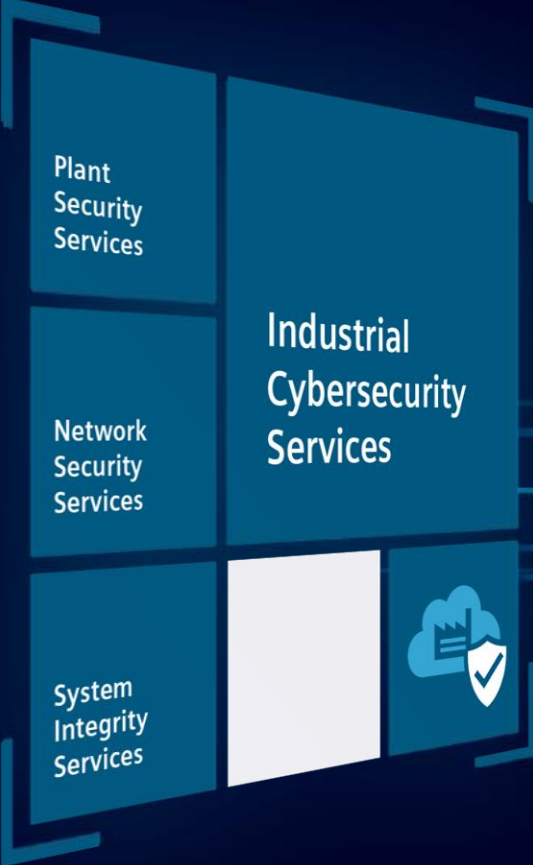 Plant
Security
Services
Industrial
Cybersecurity
Services
Network
Security
Services
System
Integrity
Services